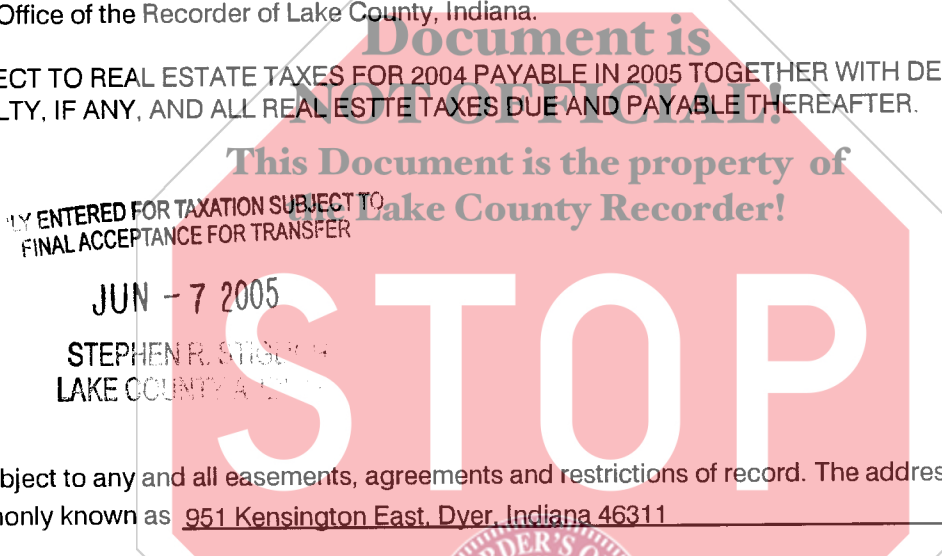 Office of the Recorder of Lake County, Indiana.
Document is
ECT TO REAL ESTATE TAXES FOR 2004 PAYABLE IN 2005 TOGETHER WITH DE
NOT OFFICIAL!
LTY, IF ANY, AND ALL REAL ESTTE TAXES DUE AND PAYABLE THEREAFTER.
This Document is the property of
the Lake County Recorder!
LY ENTERED FOR TAXATION SUBJECT TO
FINAL ACCEPTANCE FOR TRANSFER
JUN - 7 2005
STOP
STEPHEN R.
LAKE COUNTY
bject to any and all easements, agreements and restrictions of record. The addres
monly known as 951 Kensington East, Dyer, Indiana 46311
RDER'S O